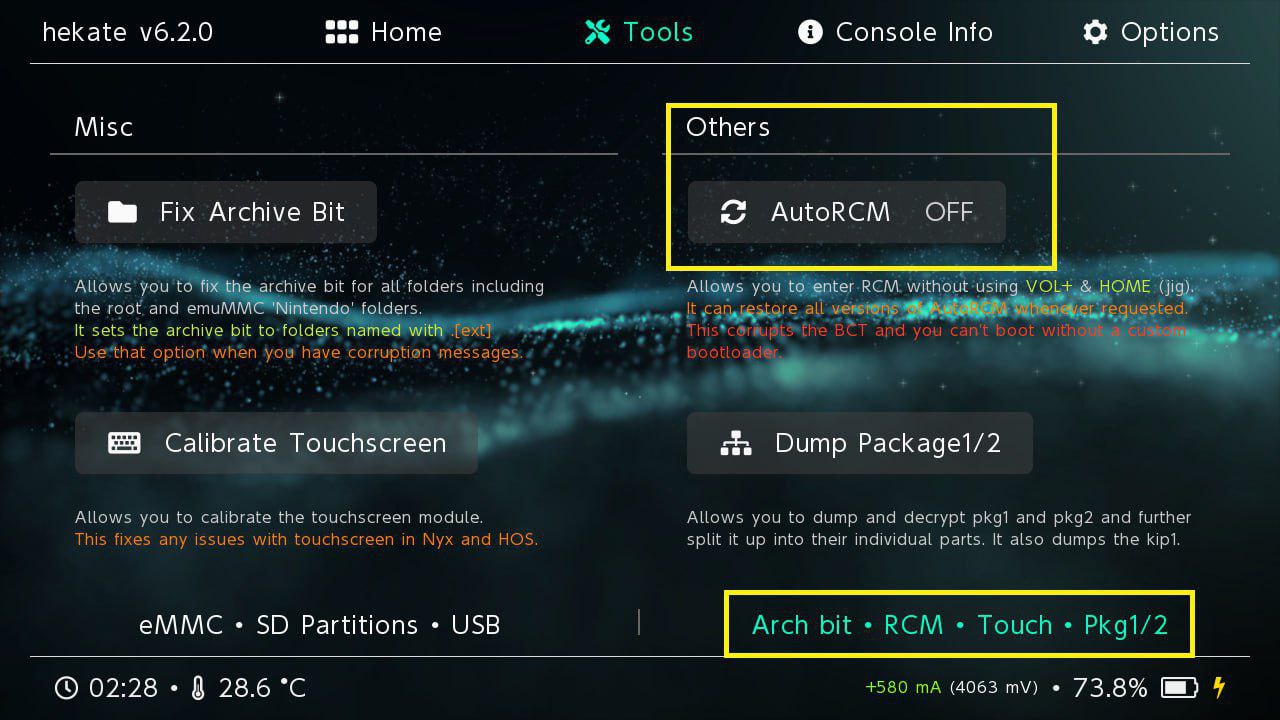 hekate v6.2.0
Home
Tools
Console Info
Options
Misc
Fix Archive Bit
Allows you to fix the archive bit for all folders including
the root and emuMMC 'Nintendo' folders.
It sets the archive bit to folders named with .[ext]
Use that option when you have corruption messages.
Calibrate Touchscreen
Allows you to calibrate the touchscreen module.
This fixes any issues with touchscreen in Nyx and HOS.
Others
AutoRCM OFF
Allows you to enter RCM without using VOL+ & HOME (jig).
It can restore all versions of AutoRCM whenever requested.
This corrupts the BCT and you can't boot without a custom
bootloader.
Dump Package1/2
Allows you to dump and decrypt pkg1 and pkg2 and further
split it up into their individual parts. It also dumps the kip1.
eMMC • SD Partitions • USB
Arch bit • RCM • Touch • Pkg1/2
02:28 • 28.6 °C
+580 mA (4063 mV) • 73.8%